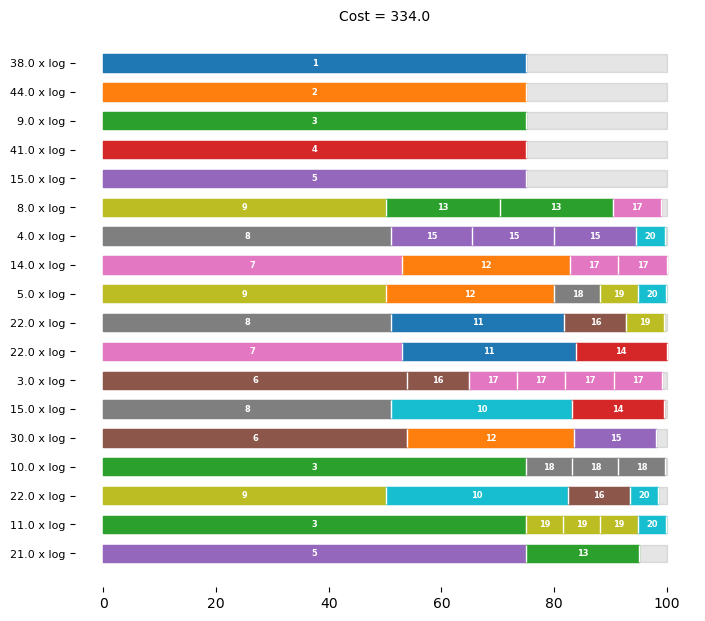 Cost = 334.0
38.0 x log 1
44.0 x log 2
9.0 x log 3
41.0 x log 4
15.0 x log 5
8.0 x log 9 13 13 17
4.0 x log 8 15 15 15 20
14.0 x log 7 12 17 17
5.0 x log 9 12 18 19 20
22.0 x log 8 11 16 19
22.0 x log 7 11 14
3.0 x log 6 16 17 17 17 17
15.0 x log 8 10 14
30.0 x log 6 12 15
10.0 x log 3 18 18 18
22.0 x log 9 10 16 20
11.0 x log 3 19 19 19 20
21.0 x log 5 13
0 20 40 60 80 100